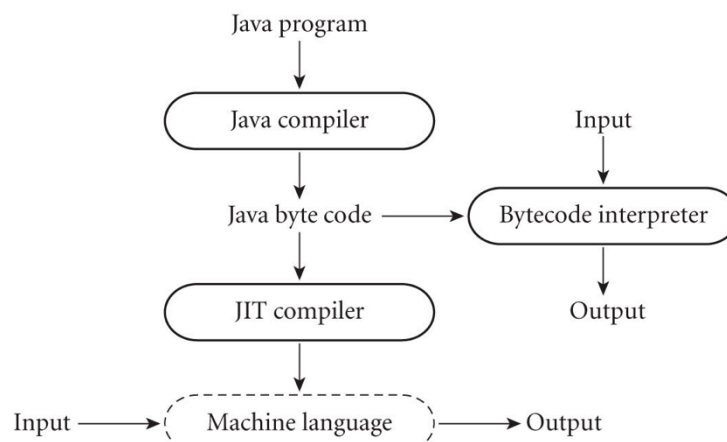 Java program
Java compiler
Input
Java byte code
Bytecode interpreter
JIT compiler
Output
Input
Machine language
Output